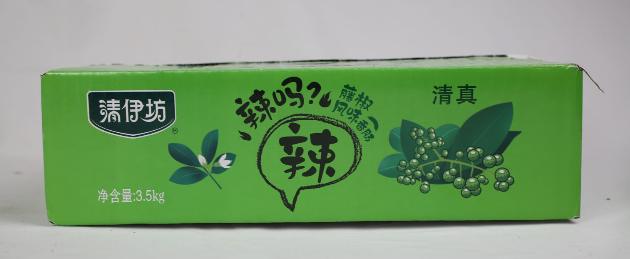 清伊坊
®
净含量:3.5kg
辣吗?
辣
藤椒
风味香肠
清真